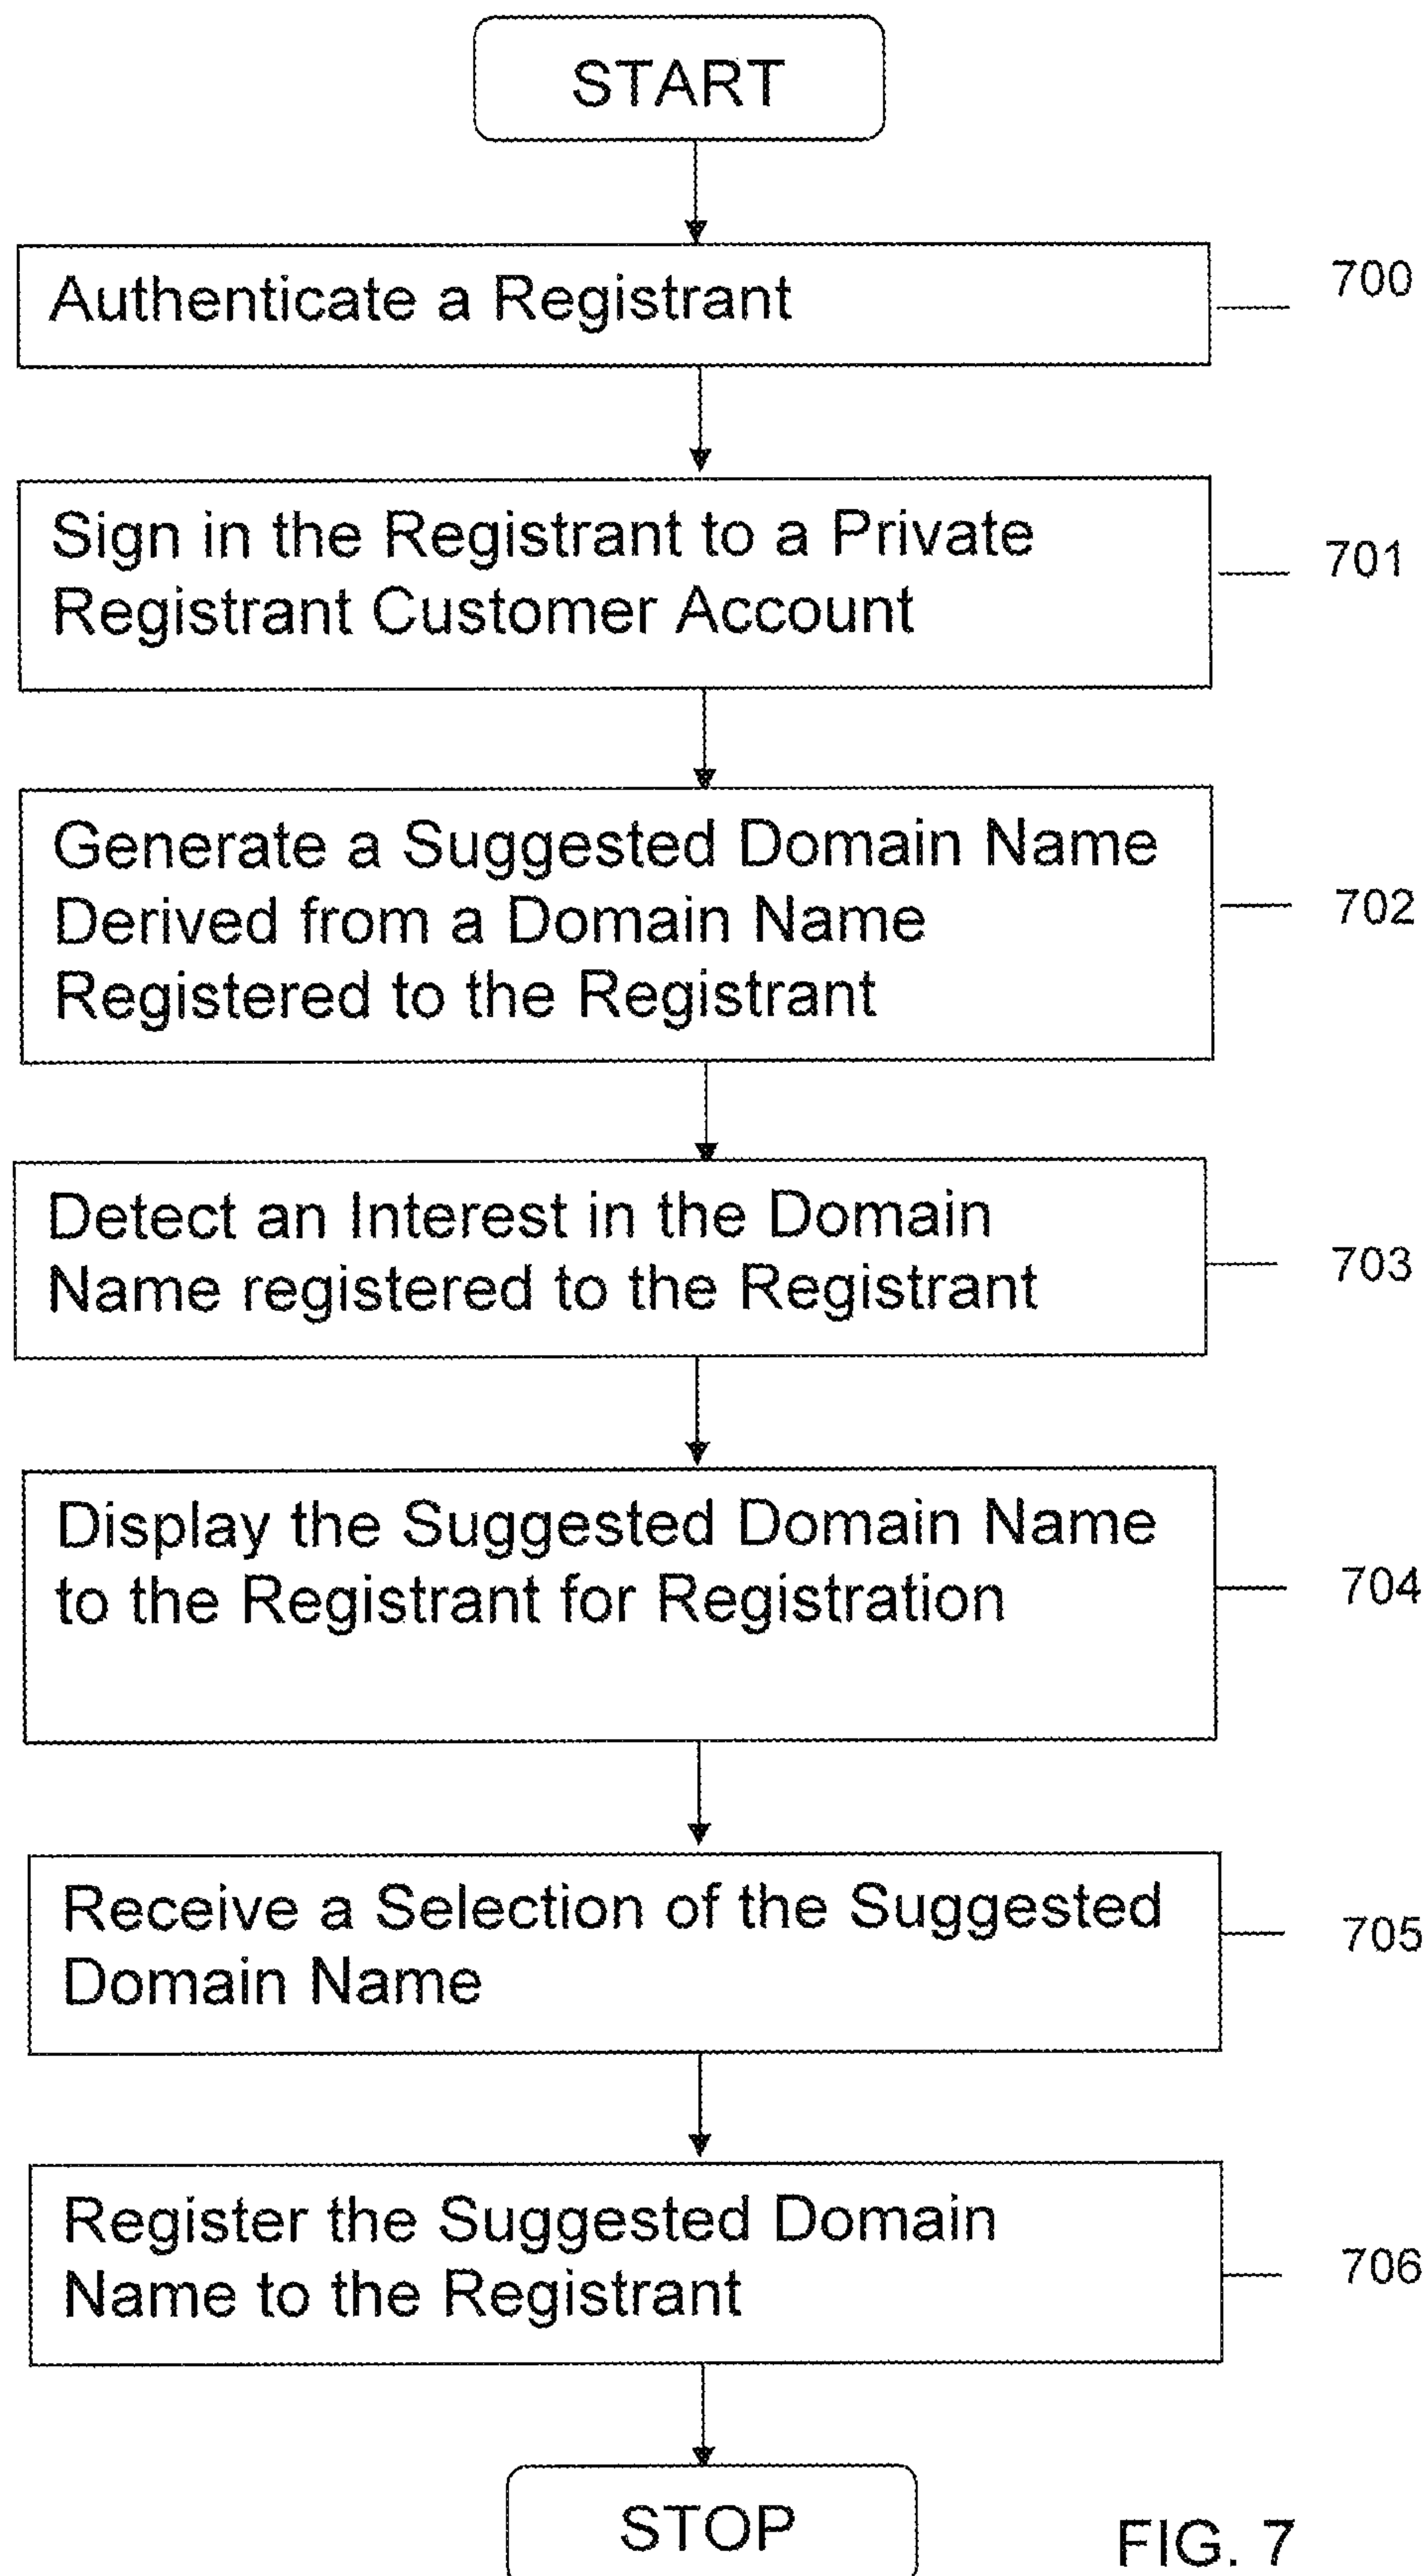 START
Authenticate a Registrant
700
Sign in the Registrant to a Private
Registrant Customer Account
701
Generate a Suggested Domain Name
Derived from a Domain Name
Registered to the Registrant
702
Detect an Interest in the Domain
Name registered to the Registrant
703
Display the Suggested Domain Name
to the Registrant for Registration
704
Receive a Selection of the Suggested
Domain Name
705
Register the Suggested Domain
Name to the Registrant
706
STOP
FIG. 7